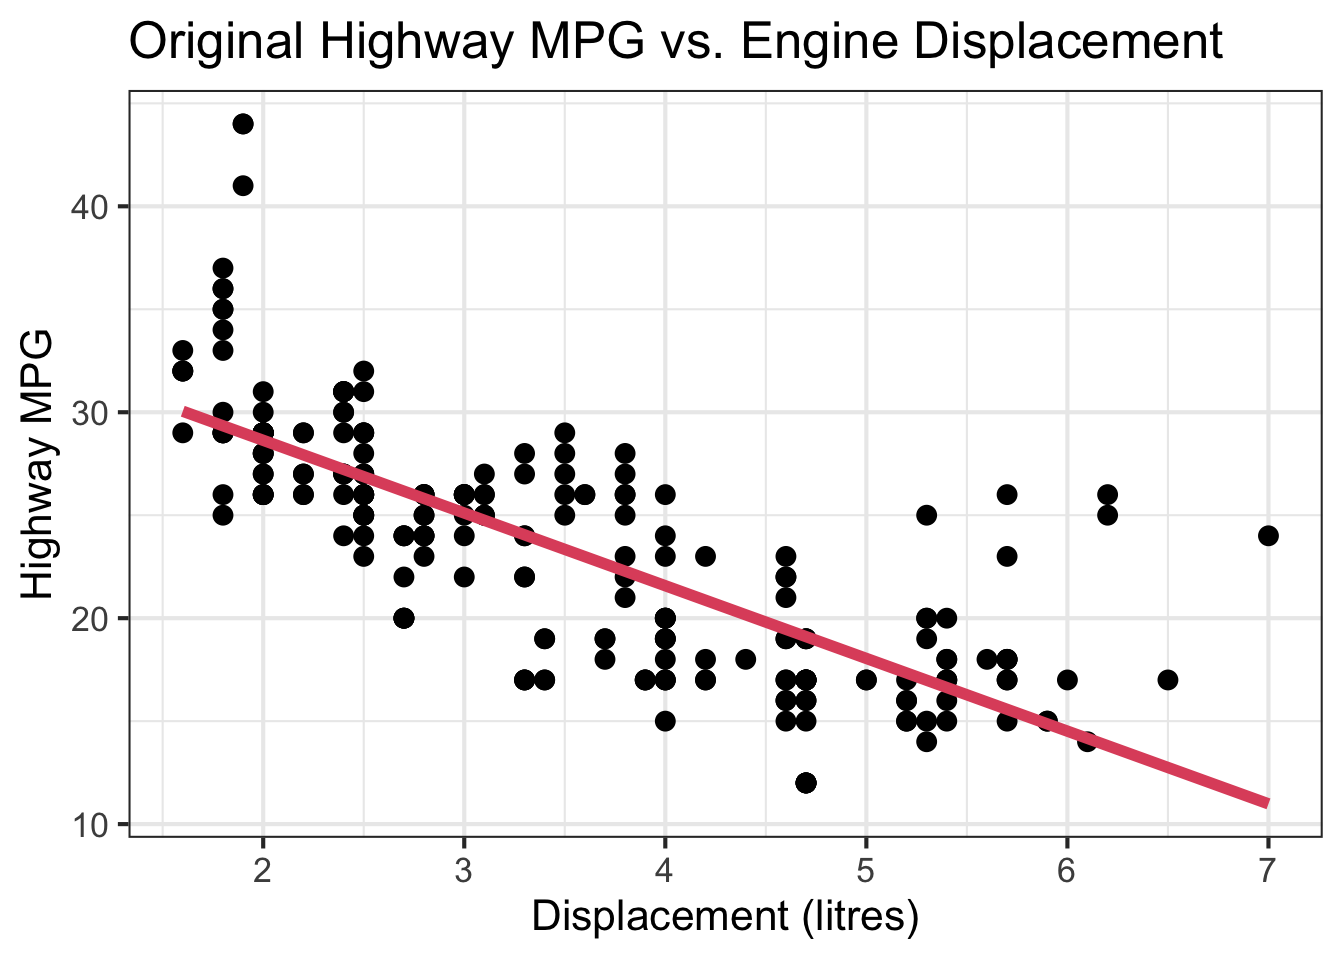 Original Highway MPG vs. Engine Displacement
Highway MPG
40
30
20
10
2 3 4 5 6 7
Displacement (litres)